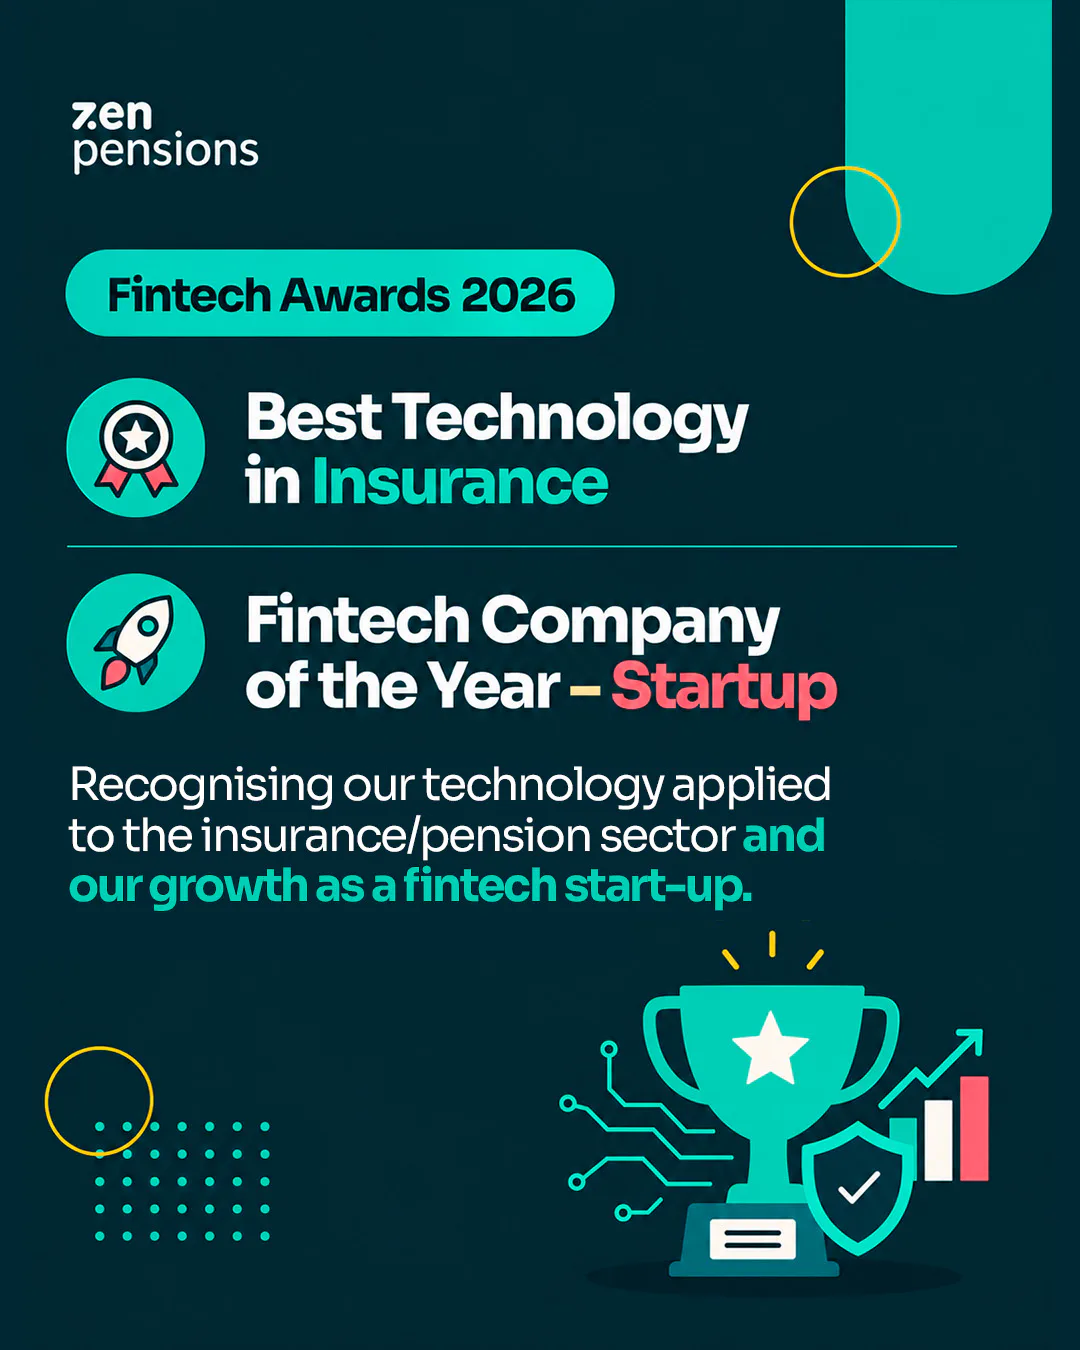 zen
pensions
Fintech Awards 2026
Best Technology
in Insurance
Fintech Company
of the Year – Startup
Recognising our technology applied
to the insurance/pension sector and
our growth as a fintech start-up.